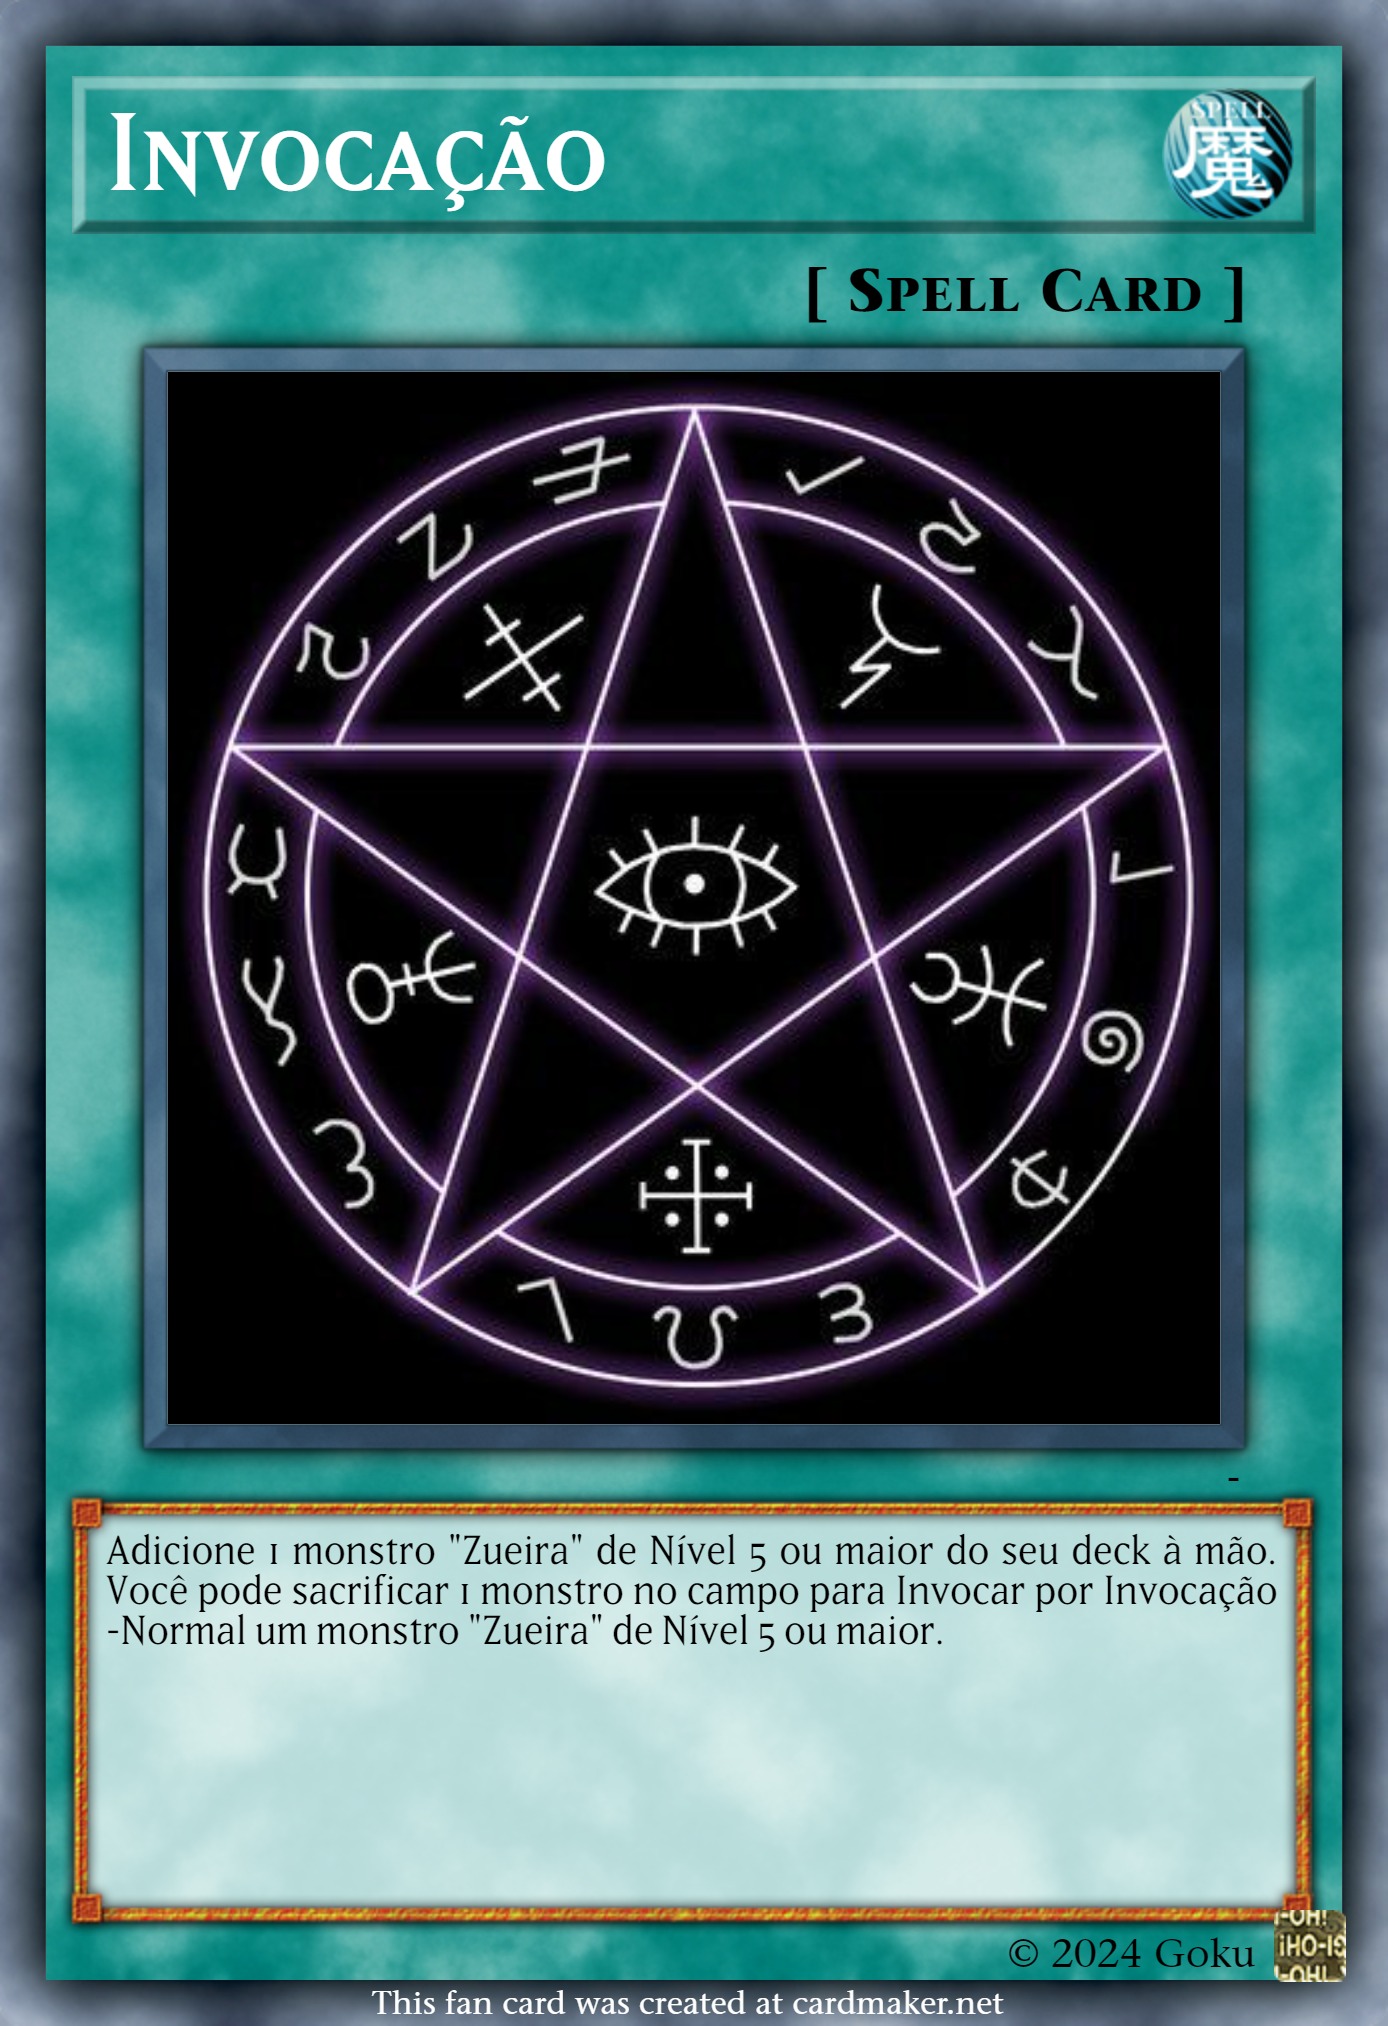 Invocação
SPELL
魔
[ Spell Card ]
-
Adicione 1 monstro "Zueira" de Nível 5 ou maior do seu deck à mão.
Você pode sacrificar 1 monstro no campo para Invocar por Invocação
-Normal um monstro "Zueira" de Nível 5 ou maior.
© 2024 Goku
This fan card was created at cardmaker.net